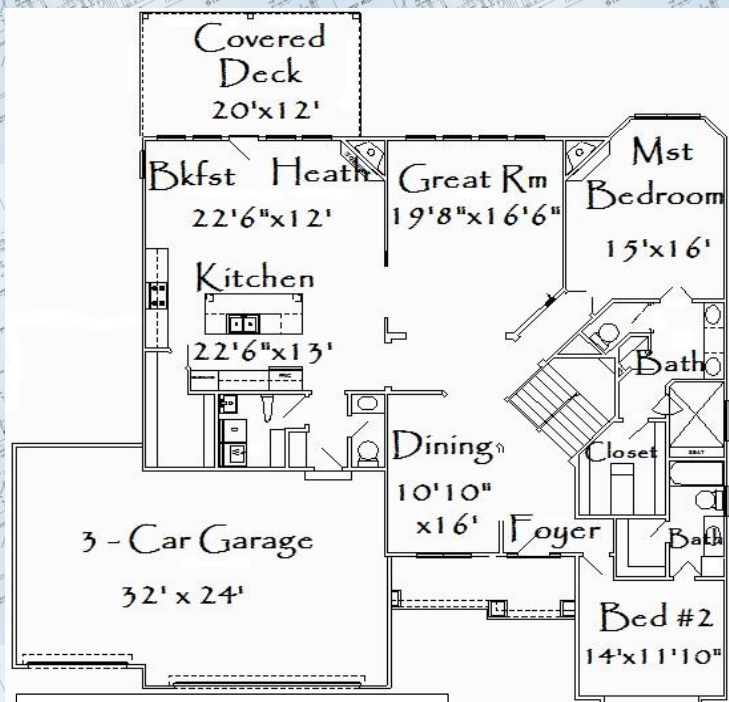 Covered
Deck
20'x12'
Bkfst Heath
22'6"x12'
Great Rm
19'8"x16'6"
Mst
Bedroom
15'x16'
Kitchen
22'6"x13'
Bath
Closet
SEAT
Dining
10'10"
x16'
Foyer
Bath
3 - Car Garage
32' x 24'
Bed #2
14'x11'10"